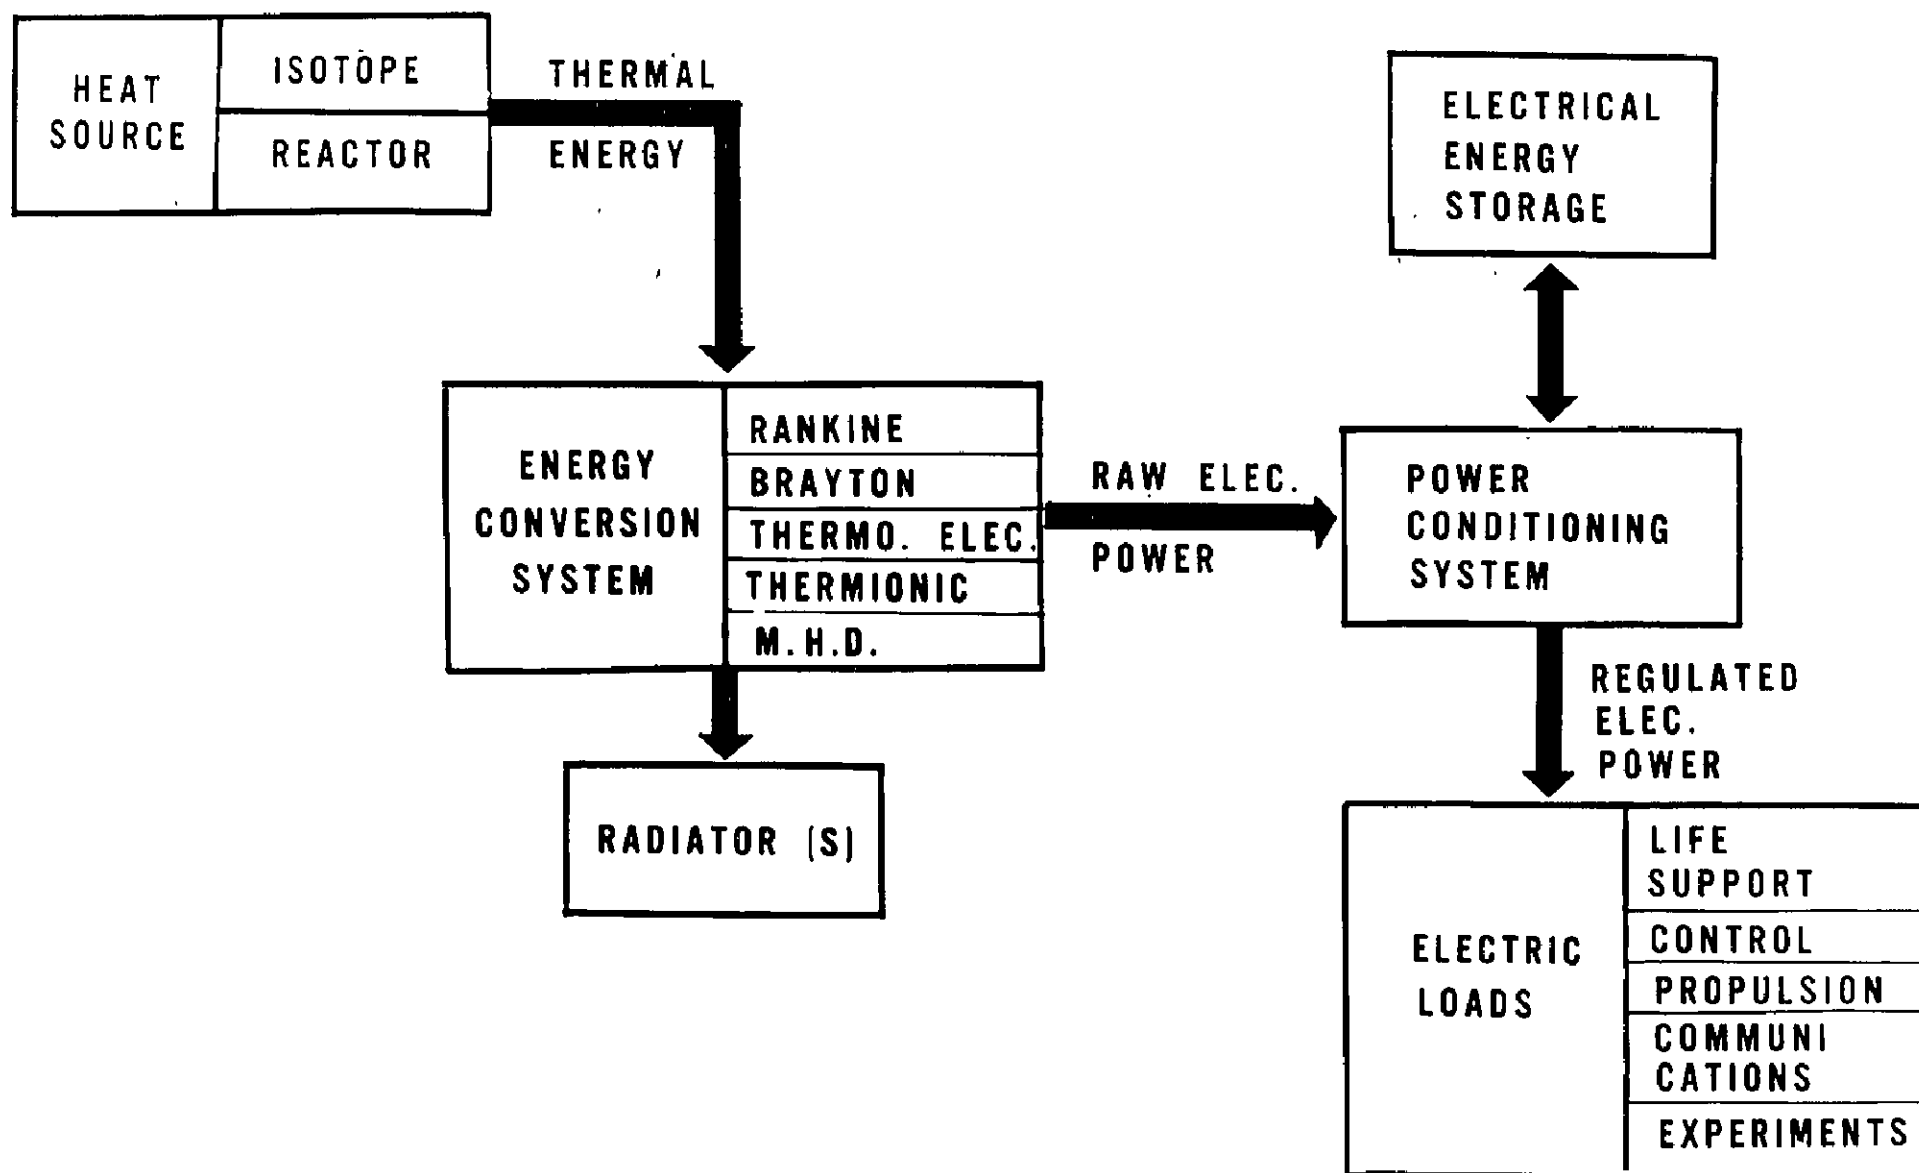 HEAT
SOURCE
ISOTOPE
REACTOR
THERMAL
ENERGY
ELECTRICAL
ENERGY
STORAGE
ENERGY
CONVERSION
SYSTEM
RANKINE
BRAYTON
THERMO. ELEC.
THERMIONIC
M.H.D.
RAW ELEC.
POWER
POWER
CONDITIONING
SYSTEM
REGULATED
ELEC.
POWER
RADIATOR (S)
ELECTRIC
LOADS
LIFE
SUPPORT
CONTROL
PROPULSION
COMMUNI
CATIONS
EXPERIMENTS